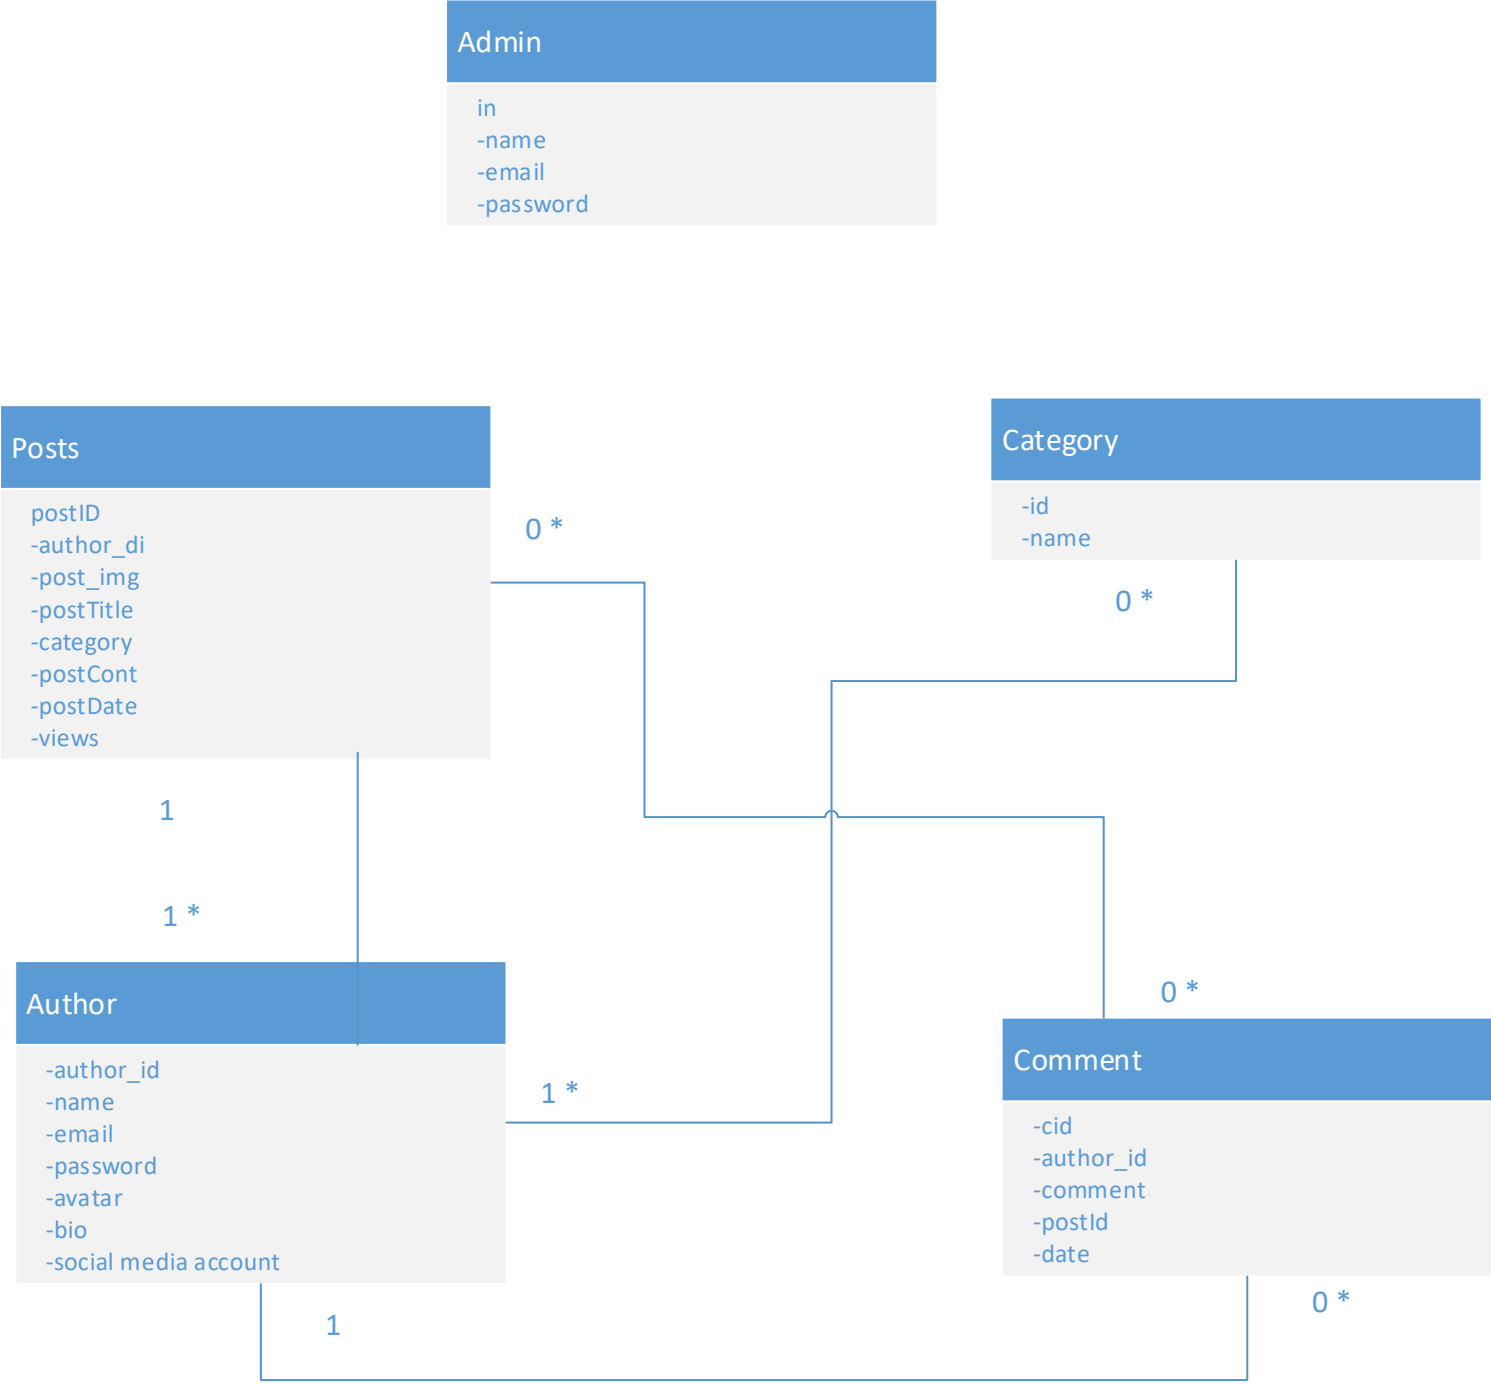 Admin
in
-name
-email
-password
Posts
postID
-author_di
-post_img
-postTitle
-category
-postCont
-postDate
-views
0 *
Category
-id
-name
0 *
1
1 *
Author
-author_id
-name
-email
-password
-avatar
-bio
-social media account
1 *
1
0 *
Comment
-cid
-author_id
-comment
-postId
-date
0 *